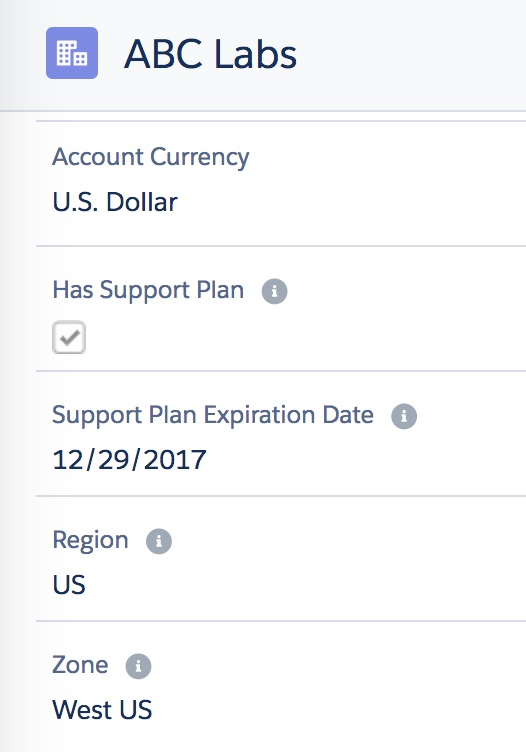 ABC Labs
Account Currency
U.S. Dollar
Has Support Plan
Support Plan Expiration Date
12/29/2017
Region
US
Zone
West US